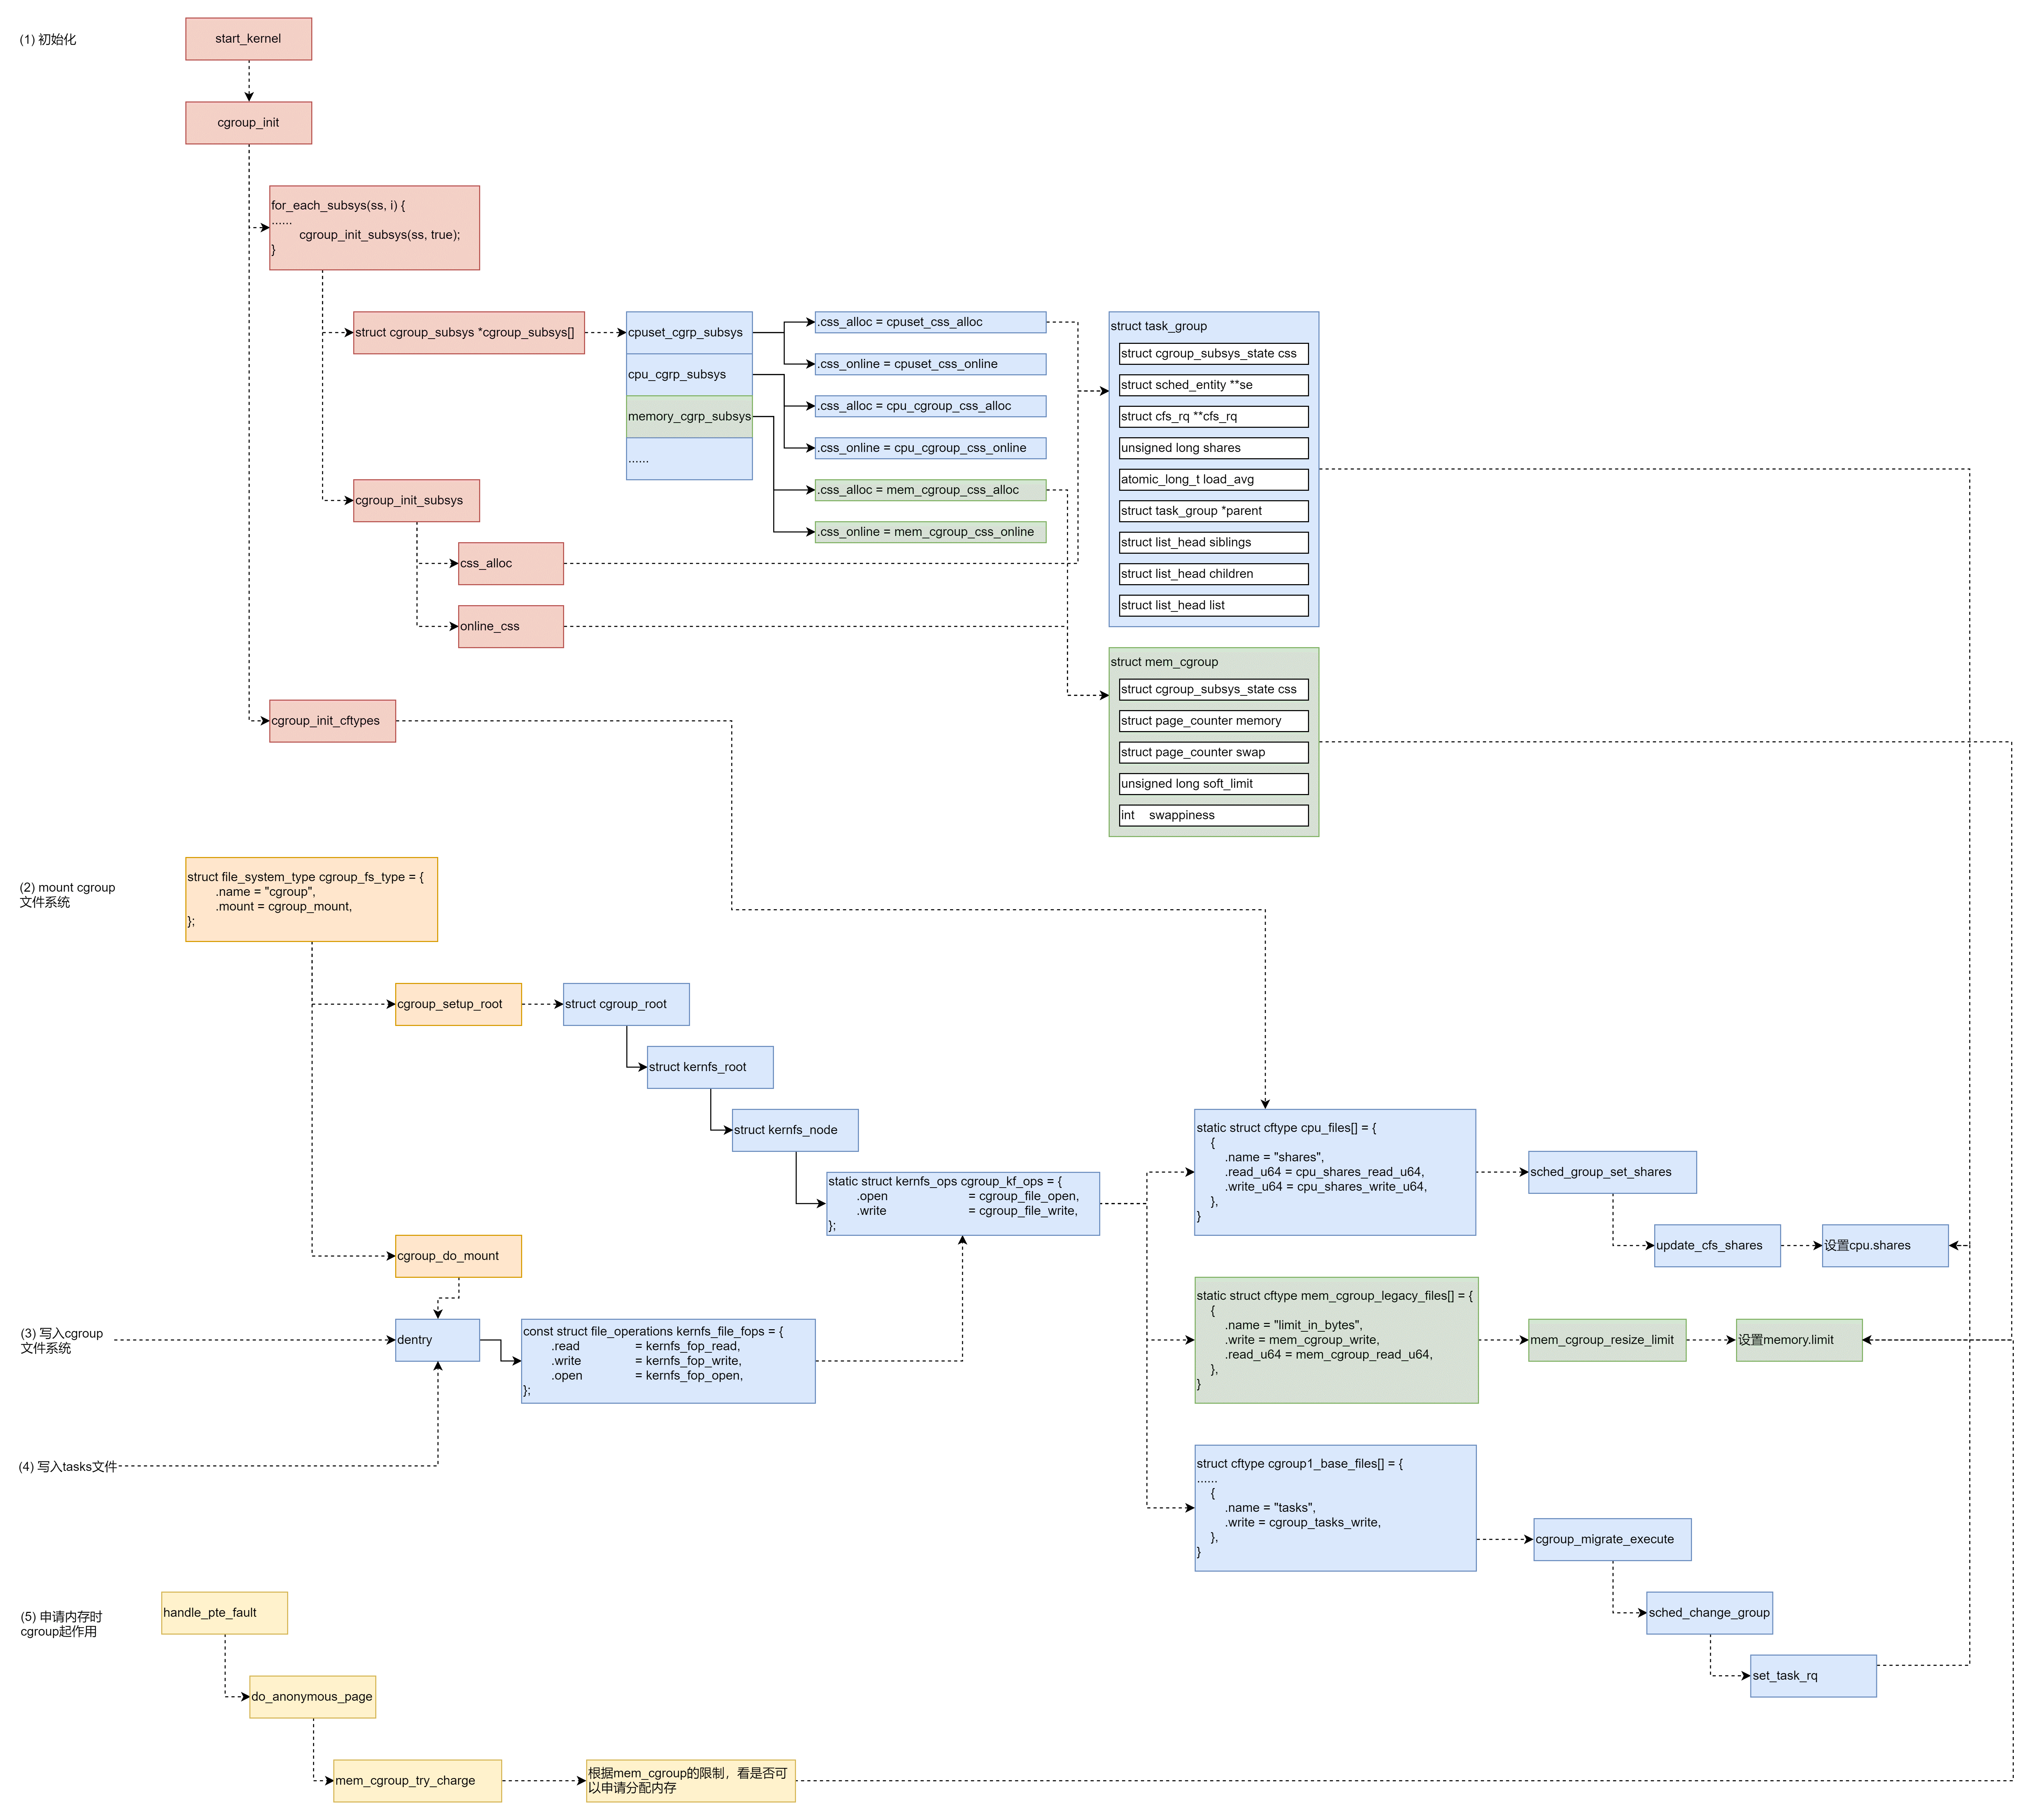 (1) 初始化
start_kernel
cgroup_init
for_each_subsys(ss, i) {
......
cgroup_init_subsys(ss, true);
}
struct cgroup_subsys *cgroup_subsys[]
cpuset_cgrp_subsys
cpu_cgrp_subsys
memory_cgrp_subsys
......
.css_alloc = cpuset_css_alloc
.css_online = cpuset_css_online
.css_alloc = cpu_cgroup_css_alloc
.css_online = cpu_cgroup_css_online
.css_alloc = mem_cgroup_css_alloc
.css_online = mem_cgroup_css_online
struct task_group
struct cgroup_subsys_state css
struct sched_entity **se
struct cfs_rq **cfs_rq
unsigned long shares
atomic_long_t load_avg
struct task_group *parent
struct list_head siblings
struct list_head children
struct list_head list
cgroup_init_subsys
css_alloc
online_css
struct mem_cgroup
struct cgroup_subsys_state css
struct page_counter memory
struct page_counter swap
unsigned long soft_limit
int swappiness
cgroup_init_cftypes
(2) mount cgroup
文件系统
struct file_system_type cgroup_fs_type = {
.name = "cgroup",
.mount = cgroup_mount,
};
cgroup_setup_root
struct cgroup_root
struct kernfs_root
struct kernfs_node
static struct kernfs_ops cgroup_kf_ops = {
.open = cgroup_file_open,
.write = cgroup_file_write,
};
static struct cftype cpu_files[] = {
{
.name = "shares",
.read_u64 = cpu_shares_read_u64,
.write_u64 = cpu_shares_write_u64,
},
}
sched_group_set_shares
update_cfs_shares
设置cpu.shares
cgroup_do_mount
(3) 写入cgroup
文件系统
dentry
const struct file_operations kernfs_file_fops = {
.read = kernfs_fop_read,
.write = kernfs_fop_write,
.open = kernfs_fop_open,
};
static struct cftype mem_cgroup_legacy_files[] = {
{
.name = "limit_in_bytes",
.write = mem_cgroup_write,
.read_u64 = mem_cgroup_read_u64,
},
}
mem_cgroup_resize_limit
设置memory.limit
(4) 写入tasks文件
struct cftype cgroup1_base_files[] = {
......
{
.name = "tasks",
.write = cgroup_tasks_write,
},
}
cgroup_migrate_execute
sched_change_group
set_task_rq
(5) 申请内存时
cgroup起作用
handle_pte_fault
do_anonymous_page
mem_cgroup_try_charge
根据mem_cgroup的限制，看是否可
以申请分配内存